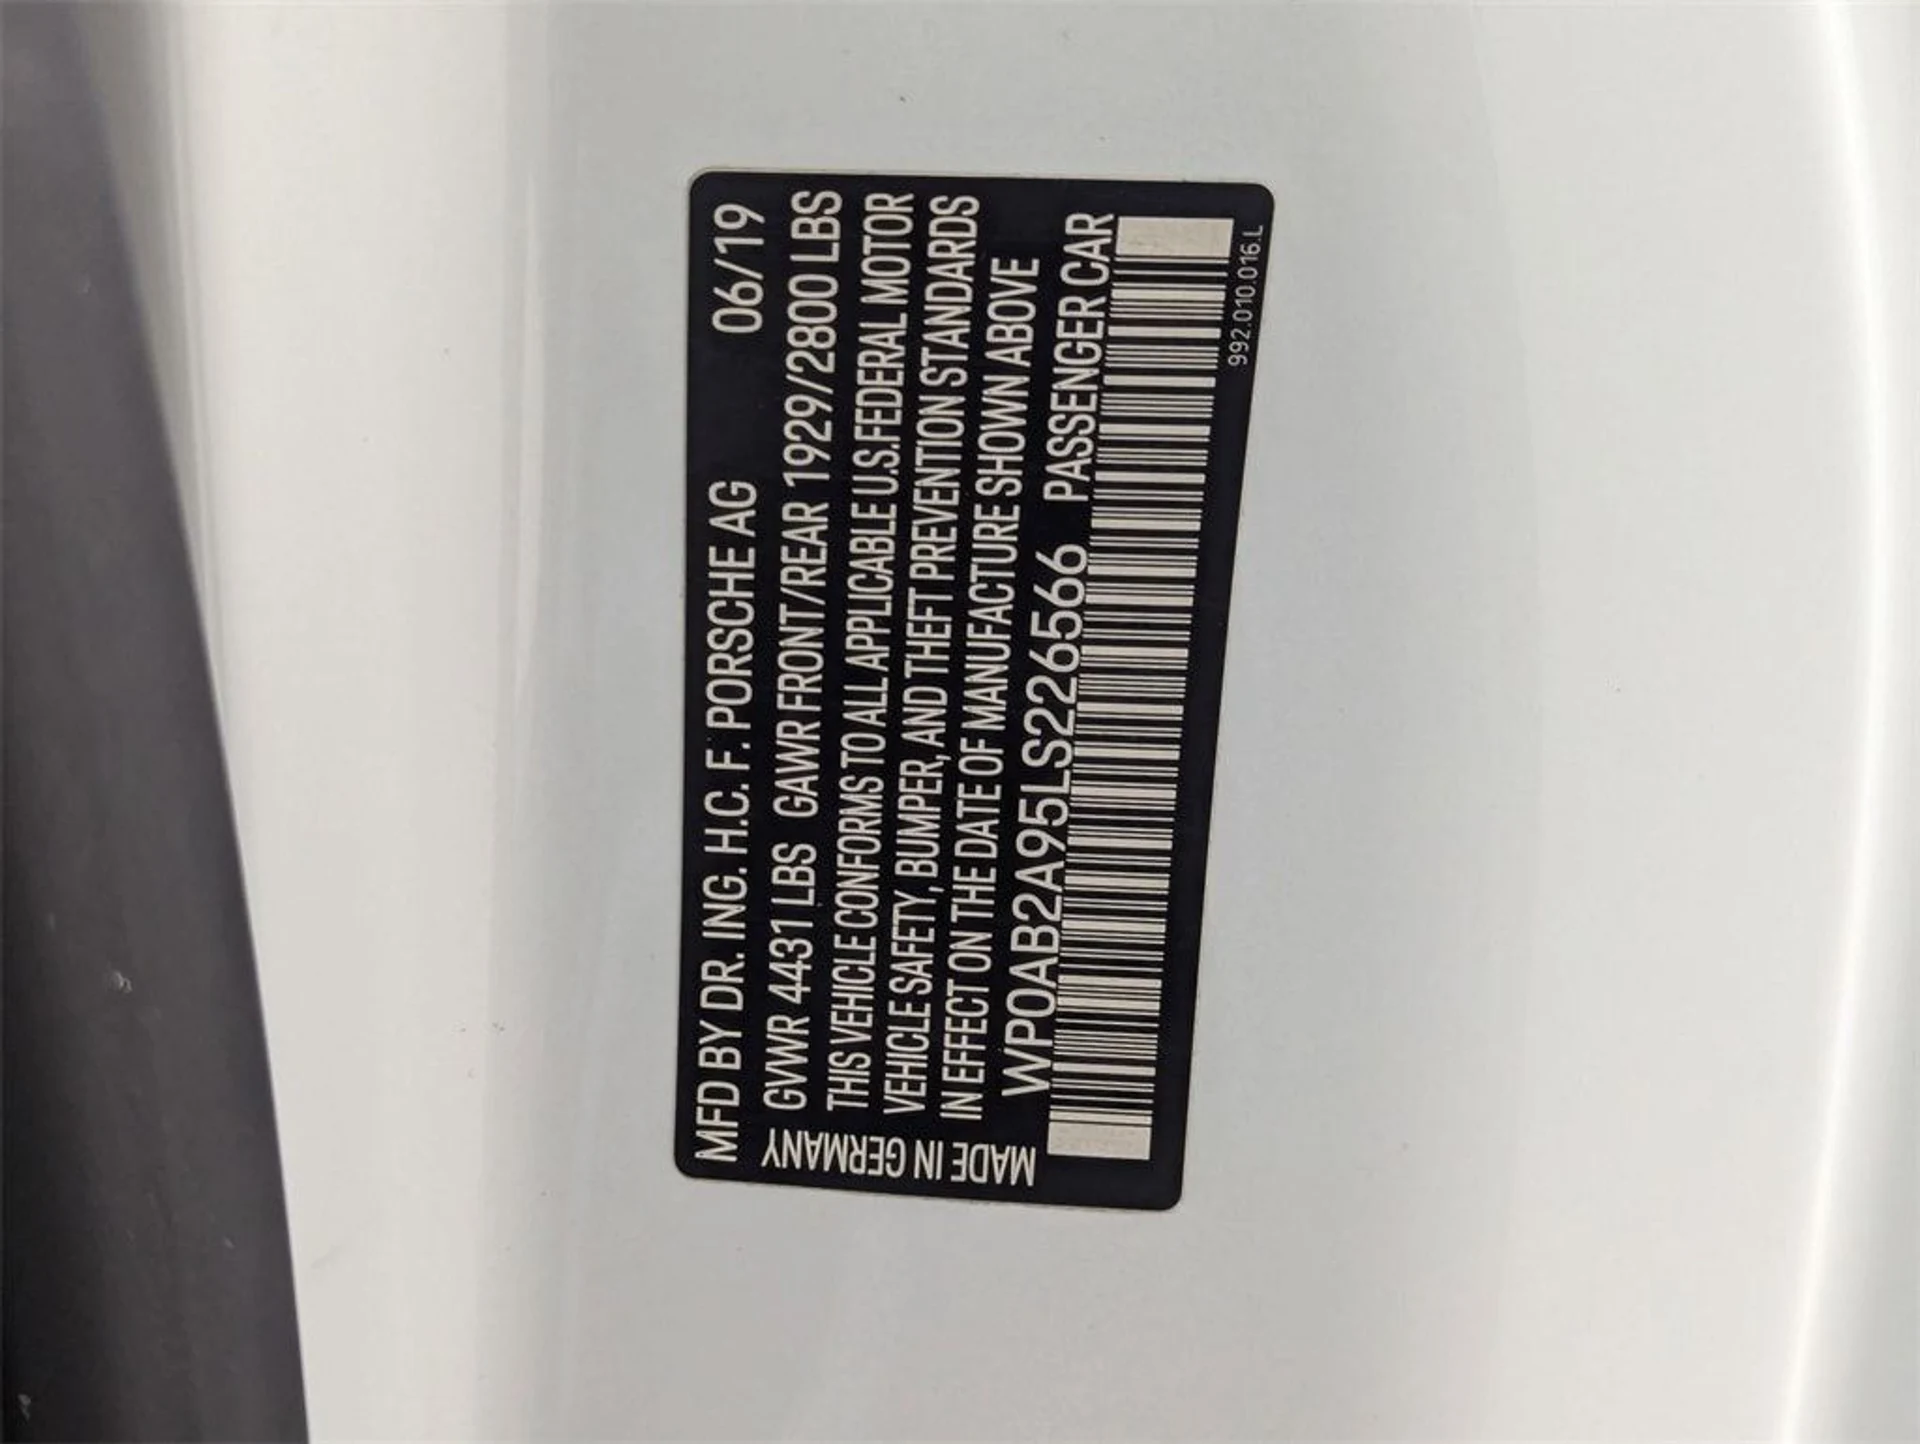 MFD BY DR. ING. H.C. F. PORSCHE AG 06/19
GVWR 4431 LBS GAWR FRONT/REAR 1929/2800 LBS
THIS VEHICLE CONFORMS TO ALL APPLICABLE U.S. FEDERAL MOTOR
VEHICLE SAFETY, BUMPER, AND THEFT PREVENTION STANDARDS
IN EFFECT ON THE DATE OF MANUFACTURE SHOWN ABOVE
WP0AB2A95LS226566 PASSENGER CAR
MADE IN GERMANY
992.010.016.L